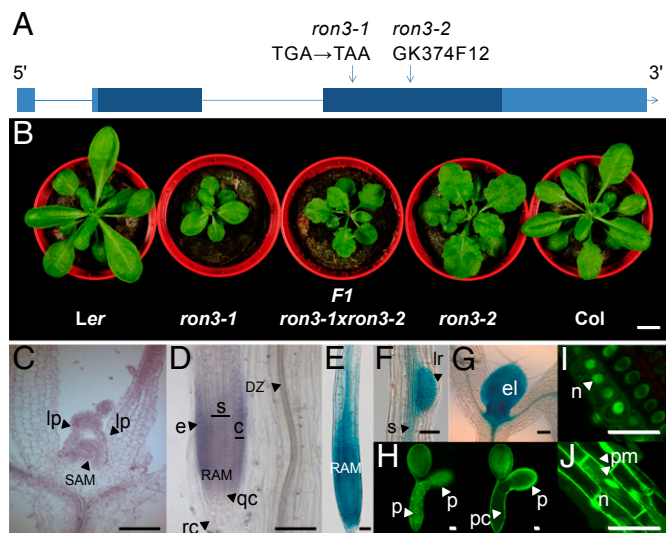 A
ron3-1 ron3-2
TGA→TAA GK374F12
5' 3'
B
F1
Ler ron3-1 ron3-1xron3-2 ron3-2 Col
C D E F G I
lp lp SAM
DZ s e c RAM qc rc
RAM
lr s
el
n
H J
p p pc p
pm n